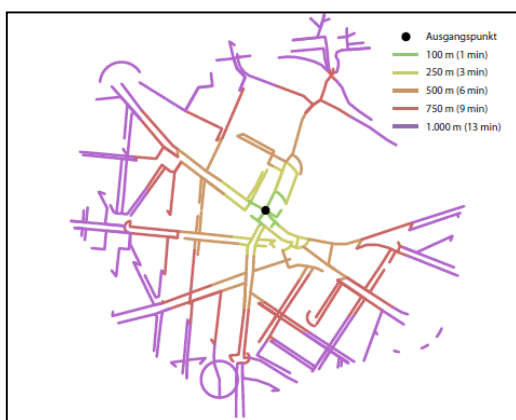 Ausgangspunkt
100 m (1 min)
250 m (3 min)
500 m (6 min)
750 m (9 min)
1.000 m (13 min)